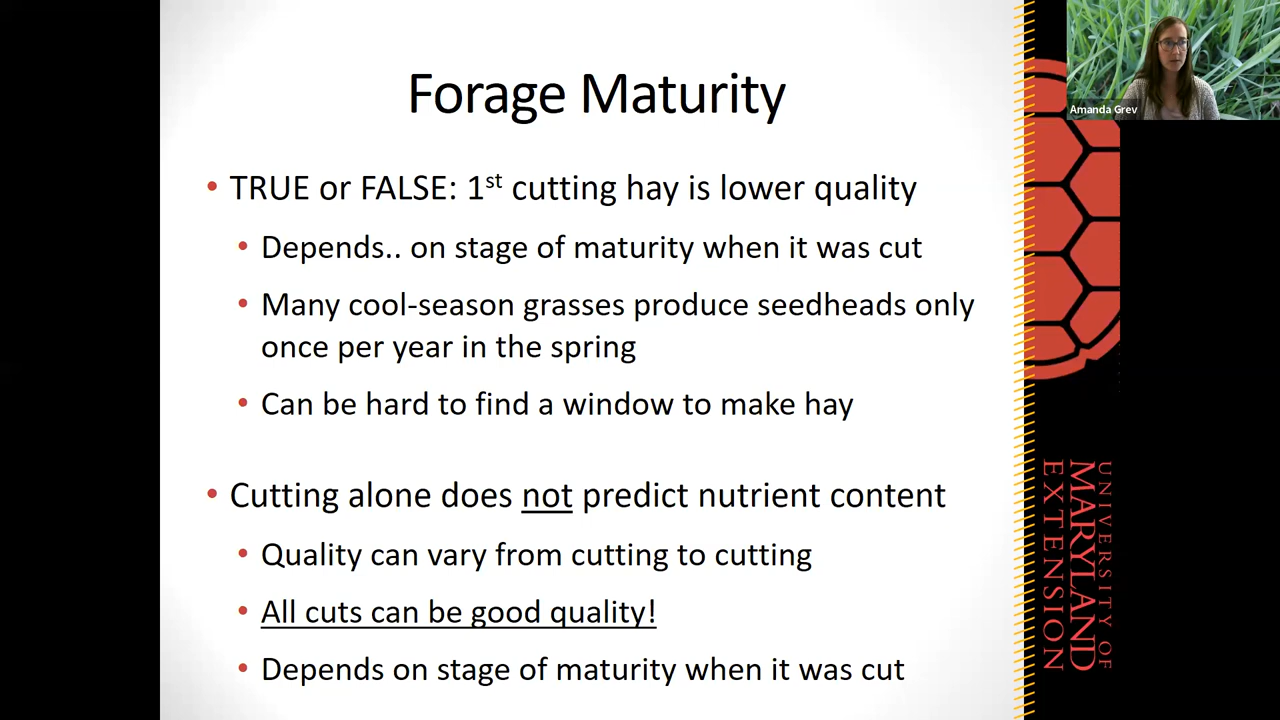 Forage Maturity
Amanda Grev
• TRUE or FALSE: 1st cutting hay is lower quality
• Depends.. on stage of maturity when it was cut
• Many cool-season grasses produce seedheads only
once per year in the spring
• Can be hard to find a window to make hay
• Cutting alone does not predict nutrient content
• Quality can vary from cutting to cutting
• All cuts can be good quality!
• Depends on stage of maturity when it was cut
UNIVERSITY OF
MARYLAND
EXTENSION